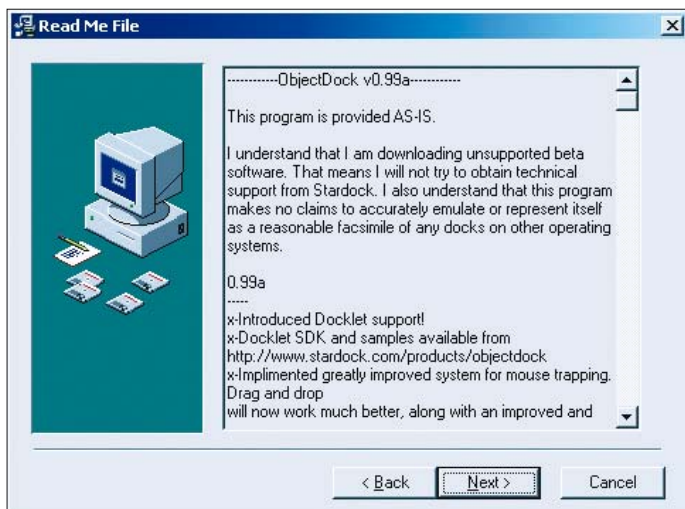 Read Me File
-----------ObjectDock v0.99a------------
This program is provided AS-IS.
I understand that I am downloading unsupported beta
software. That means I will not try to obtain technical
support from Stardock. I also understand that this program
makes no claims to accurately emulate or represent itself
as a reasonable facsimile of any docks on other operating
systems.
0.99a
-----
x-Introduced Docklet support!
x-Docklet SDK and samples available from
http://www.stardock.com/products/objectdock
x-Implimented greatly improved system for mouse trapping.
Drag and drop
will now work much better, along with an improved and
< Back
Next >
Cancel